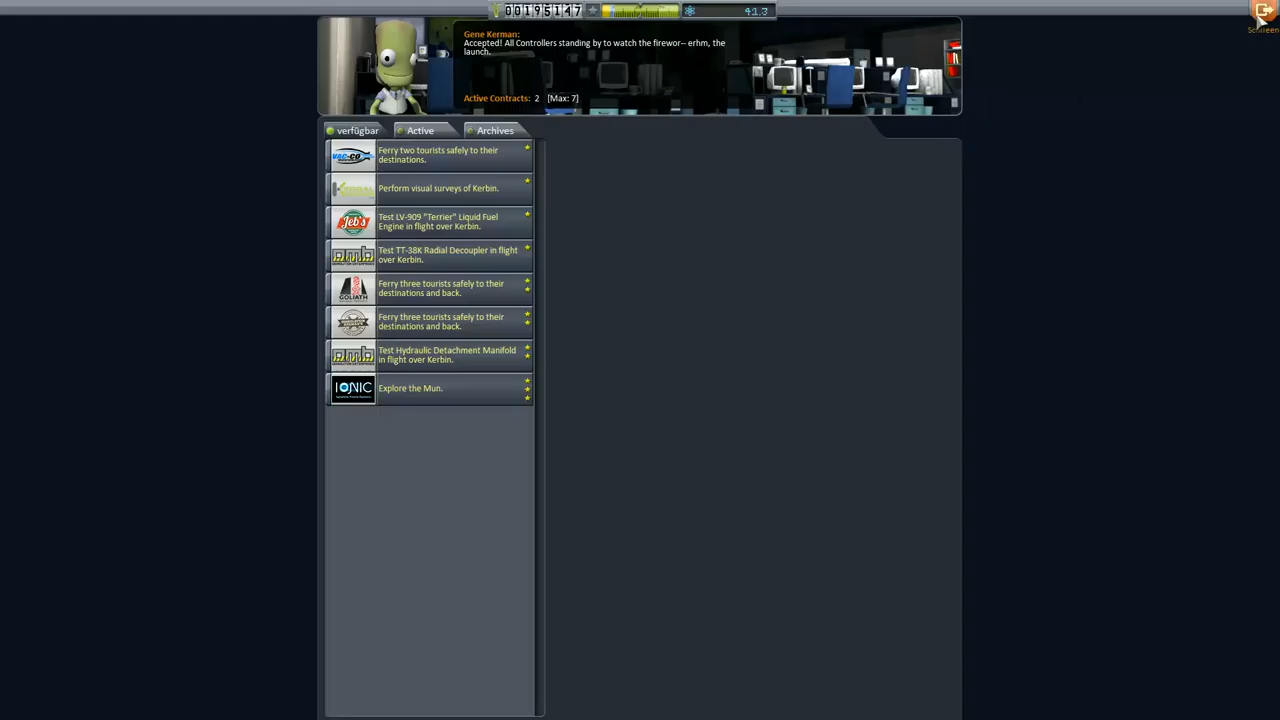 00195147
41.3
Screen
Gene Kerman:
Accepted! All Controllers standing by to watch the firewor-- erhm, the
launch.
Active Contracts: 2 [Max: 7]
verfügbar
Active
Archives
VAC-CO
Ferry two tourists safely to their
destinations.
Perform visual surveys of Kerbin.
Jeb's
Test LV-909 "Terrier" Liquid Fuel
Engine in flight over Kerbin.
Test TT-38K Radial Decoupler in flight
over Kerbin.
GOLIATH
Ferry three tourists safely to their
destinations and back.
Ferry three tourists safely to their
destinations and back.
Test Hydraulic Detachment Manifold
in flight over Kerbin.
IONIC
Explore the Mun.